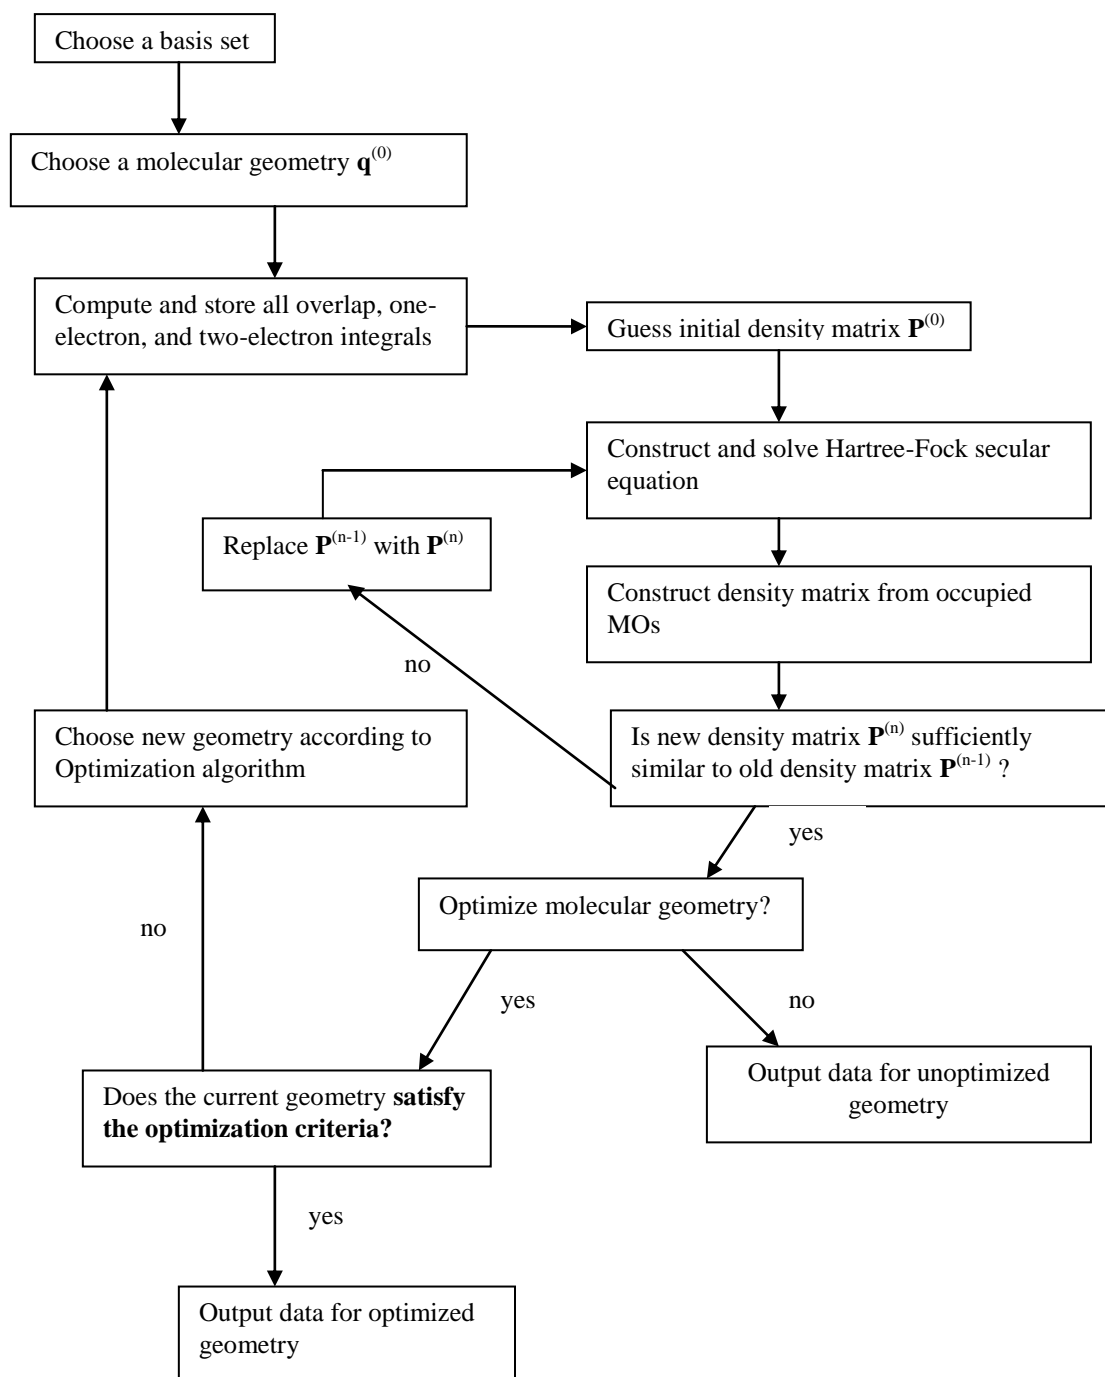 Choose a basis set
Choose a molecular geometry q(0)
Compute and store all overlap, one-
electron, and two-electron integrals
Guess initial density matrix P(0)
Construct and solve Hartree-Fock secular
equation
Replace P(n-1) with P(n)
Construct density matrix from occupied
MOs
no
Choose new geometry according to
Optimization algorithm
Is new density matrix P(n) sufficiently
similar to old density matrix P(n-1) ?
yes
Optimize molecular geometry?
no
yes
no
Does the current geometry satisfy
the optimization criteria?
Output data for unoptimized
geometry
yes
Output data for optimized
geometry